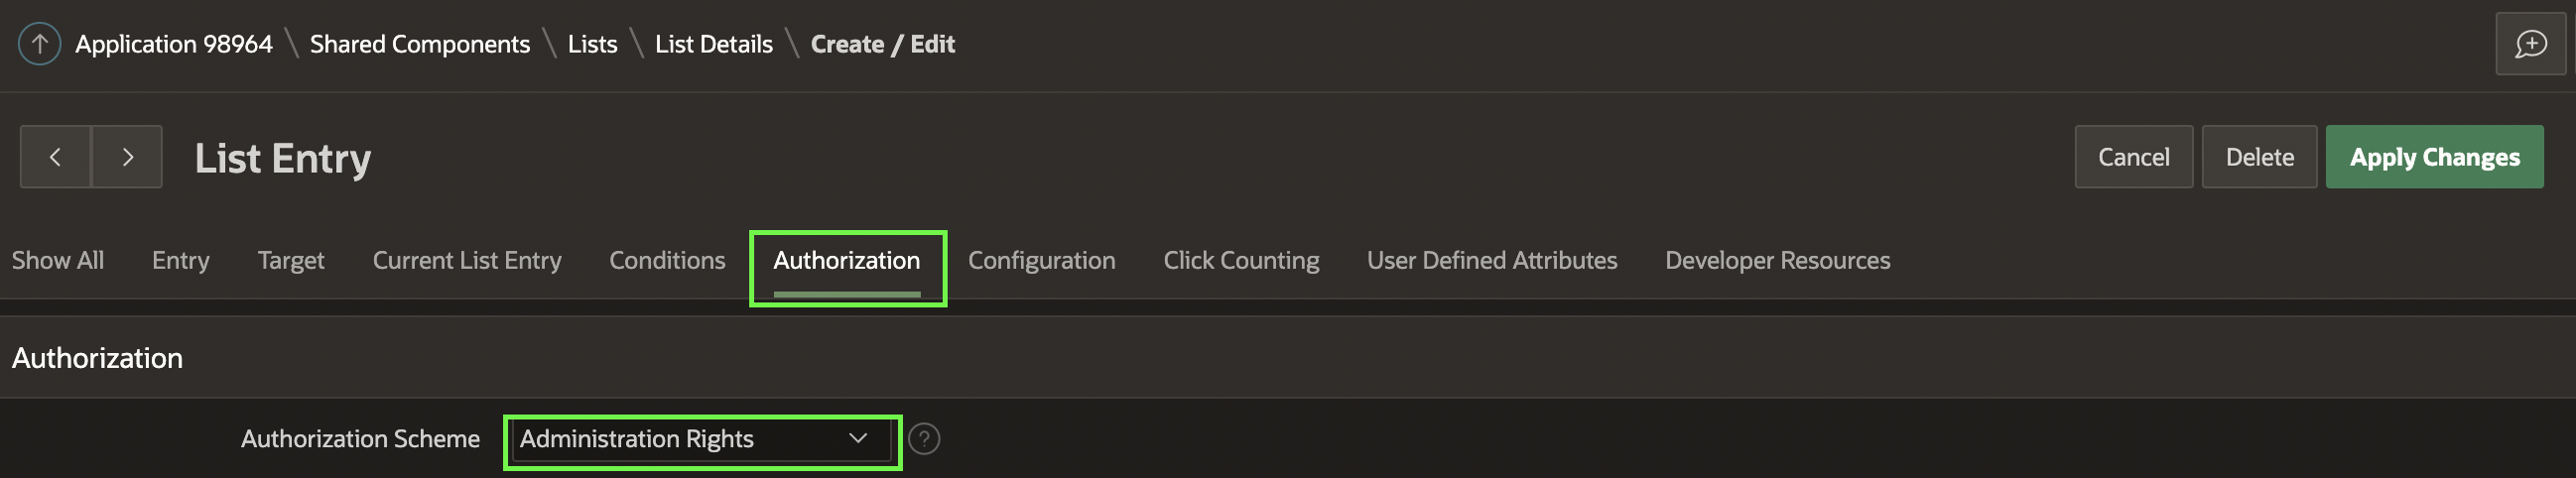 Application 98964 \ Shared Components \ Lists \ List Details \ Create / Edit
List Entry
Cancel Delete Apply Changes
Show All Entry Target Current List Entry Conditions Authorization Configuration Click Counting User Defined Attributes Developer Resources
Authorization
Authorization Scheme Administration Rights ?